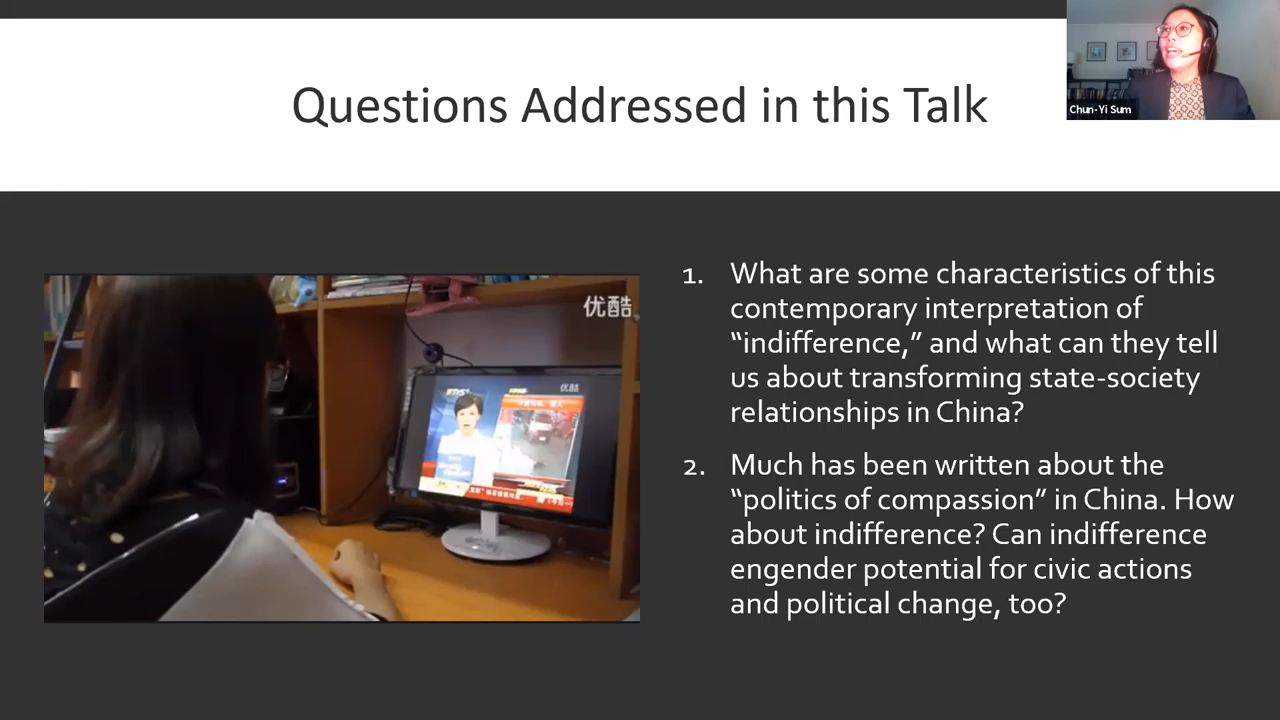 Questions Addressed in this Talk
Chun-Yi Sum
优酷
优酷
1. What are some characteristics of this
contemporary interpretation of
“indifference,” and what can they tell
us about transforming state-society
relationships in China?
2. Much has been written about the
“politics of compassion” in China. How
about indifference? Can indifference
engender potential for civic actions
and political change, too?